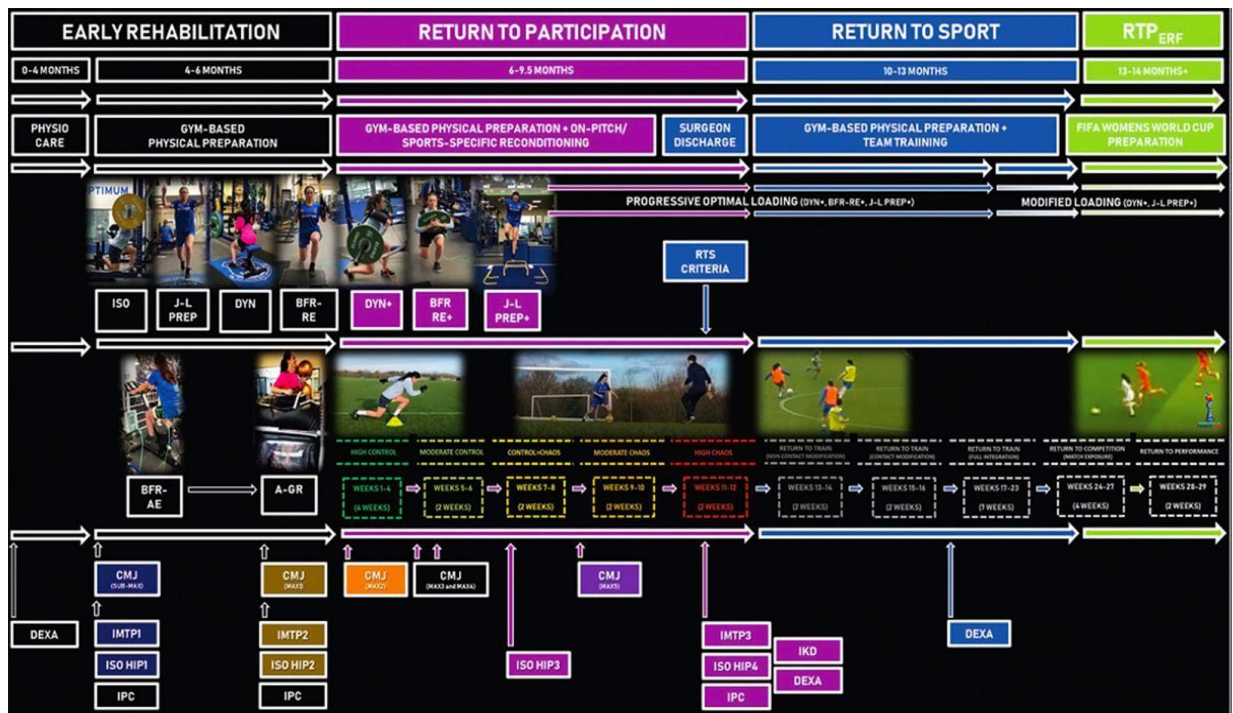 EARLY REHABILITATION
RETURN TO PARTICIPATION
RETURN TO SPORT
RTP ERF
0-4 MONTHS
4-6 MONTHS
6-9.5 MONTHS
10-13 MONTHS
13-14 MONTHS+
PHYSIO
CARE
GYM-BASED
PHYSICAL PREPARATION
GYM-BASED PHYSICAL PREPARATION + ON-PITCH/
SPORTS-SPECIFIC RECONDITIONING
SURGEON
DISCHARGE
GYM-BASED PHYSICAL PREPARATION +
TEAM TRAIINING
FIFA WOMENS WORLD CUP
PREPARATION
OPTIMUM
PROGRESSIVE OPTIMAL LOADING (DYN+, BFR-RE+, J-L PREP+)
MODIFIED LOADING (DYN+, J-L PREP+)
RTS
CRITERIA
ISO
J-L
PREP
DYN
BFR-
RE
DYN+
BFR
RE+
J-L
PREP+
HIGH CONTROL
MODERATE CONTROL
CONTROL>CHAOS
MODERATE CHAOS
HIGH CHAOS
RETURN TO TRAIN
(NON-CONTACT MODIFICATION)
RETURN TO TRAIN
(CONTACT MODIFICATION)
RETURN TO TRAIN
(FULL INTEGRATION)
RETURN TO COMPETITION
(MATCH EXPOSURE)
RETURN TO PERFORMANCE
BFR-
AE
A-GR
WEEKS 1-4
(4 WEEKS)
WEEKS 5-6
(2 WEEKS)
WEEKS 7-8
(2 WEEKS)
WEEKS 9-10
(2 WEEKS)
WEEKS 11-12
(2 WEEKS)
WEEKS 13-14
(2 WEEKS)
WEEKS 15-16
(2 WEEKS)
WEEKS 17-23
(7 WEEKS)
WEEKS 24-27
(4 WEEKS)
WEEKS 28-29
(2 WEEKS)
CMJ
(SUB-MAX)
CMJ
(MAX1)
CMJ
(MAX2)
CMJ
(MAX3 and MAX4)
CMJ
(MAX5)
DEXA
IMTP1
ISO HIP1
IPC
IMTP2
ISO HIP2
IPC
ISO HIP3
IMTP3
ISO HIP4
IPC
IKD
DEXA
DEXA